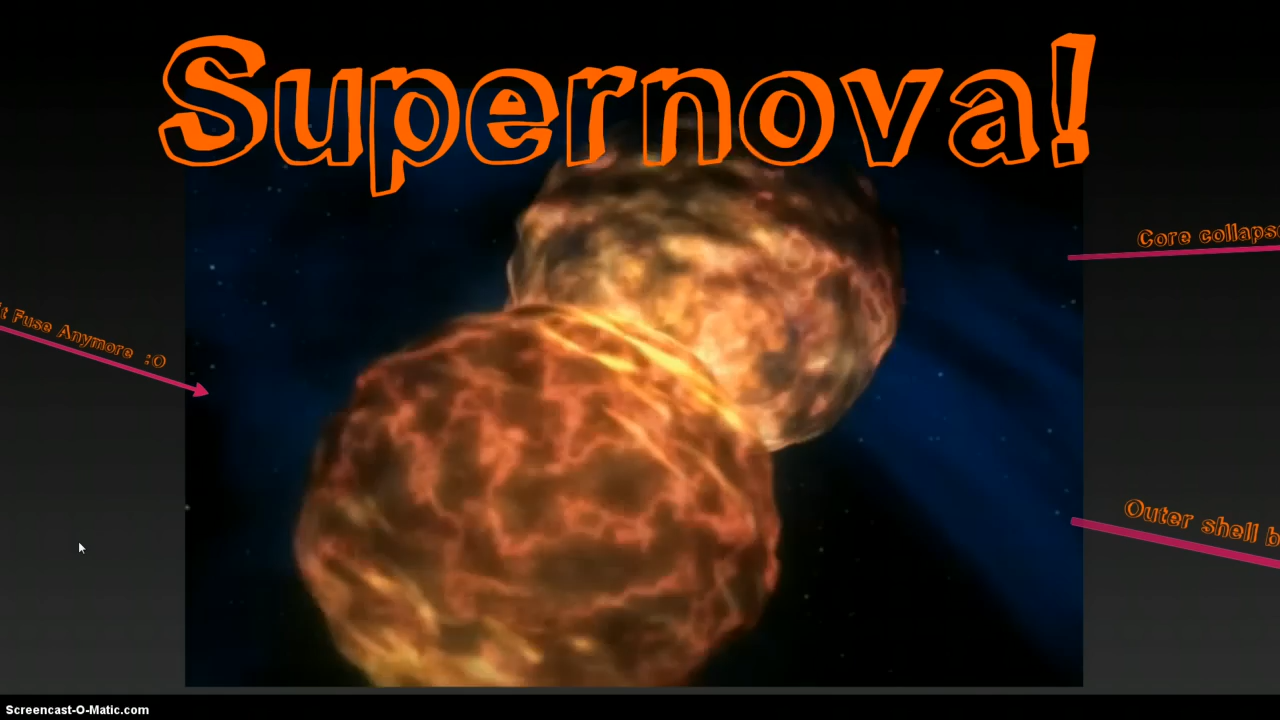 Supernova!
Core collaps
t Fuse Anymore :O
Outer shell b
Screencast-O-Matic.com